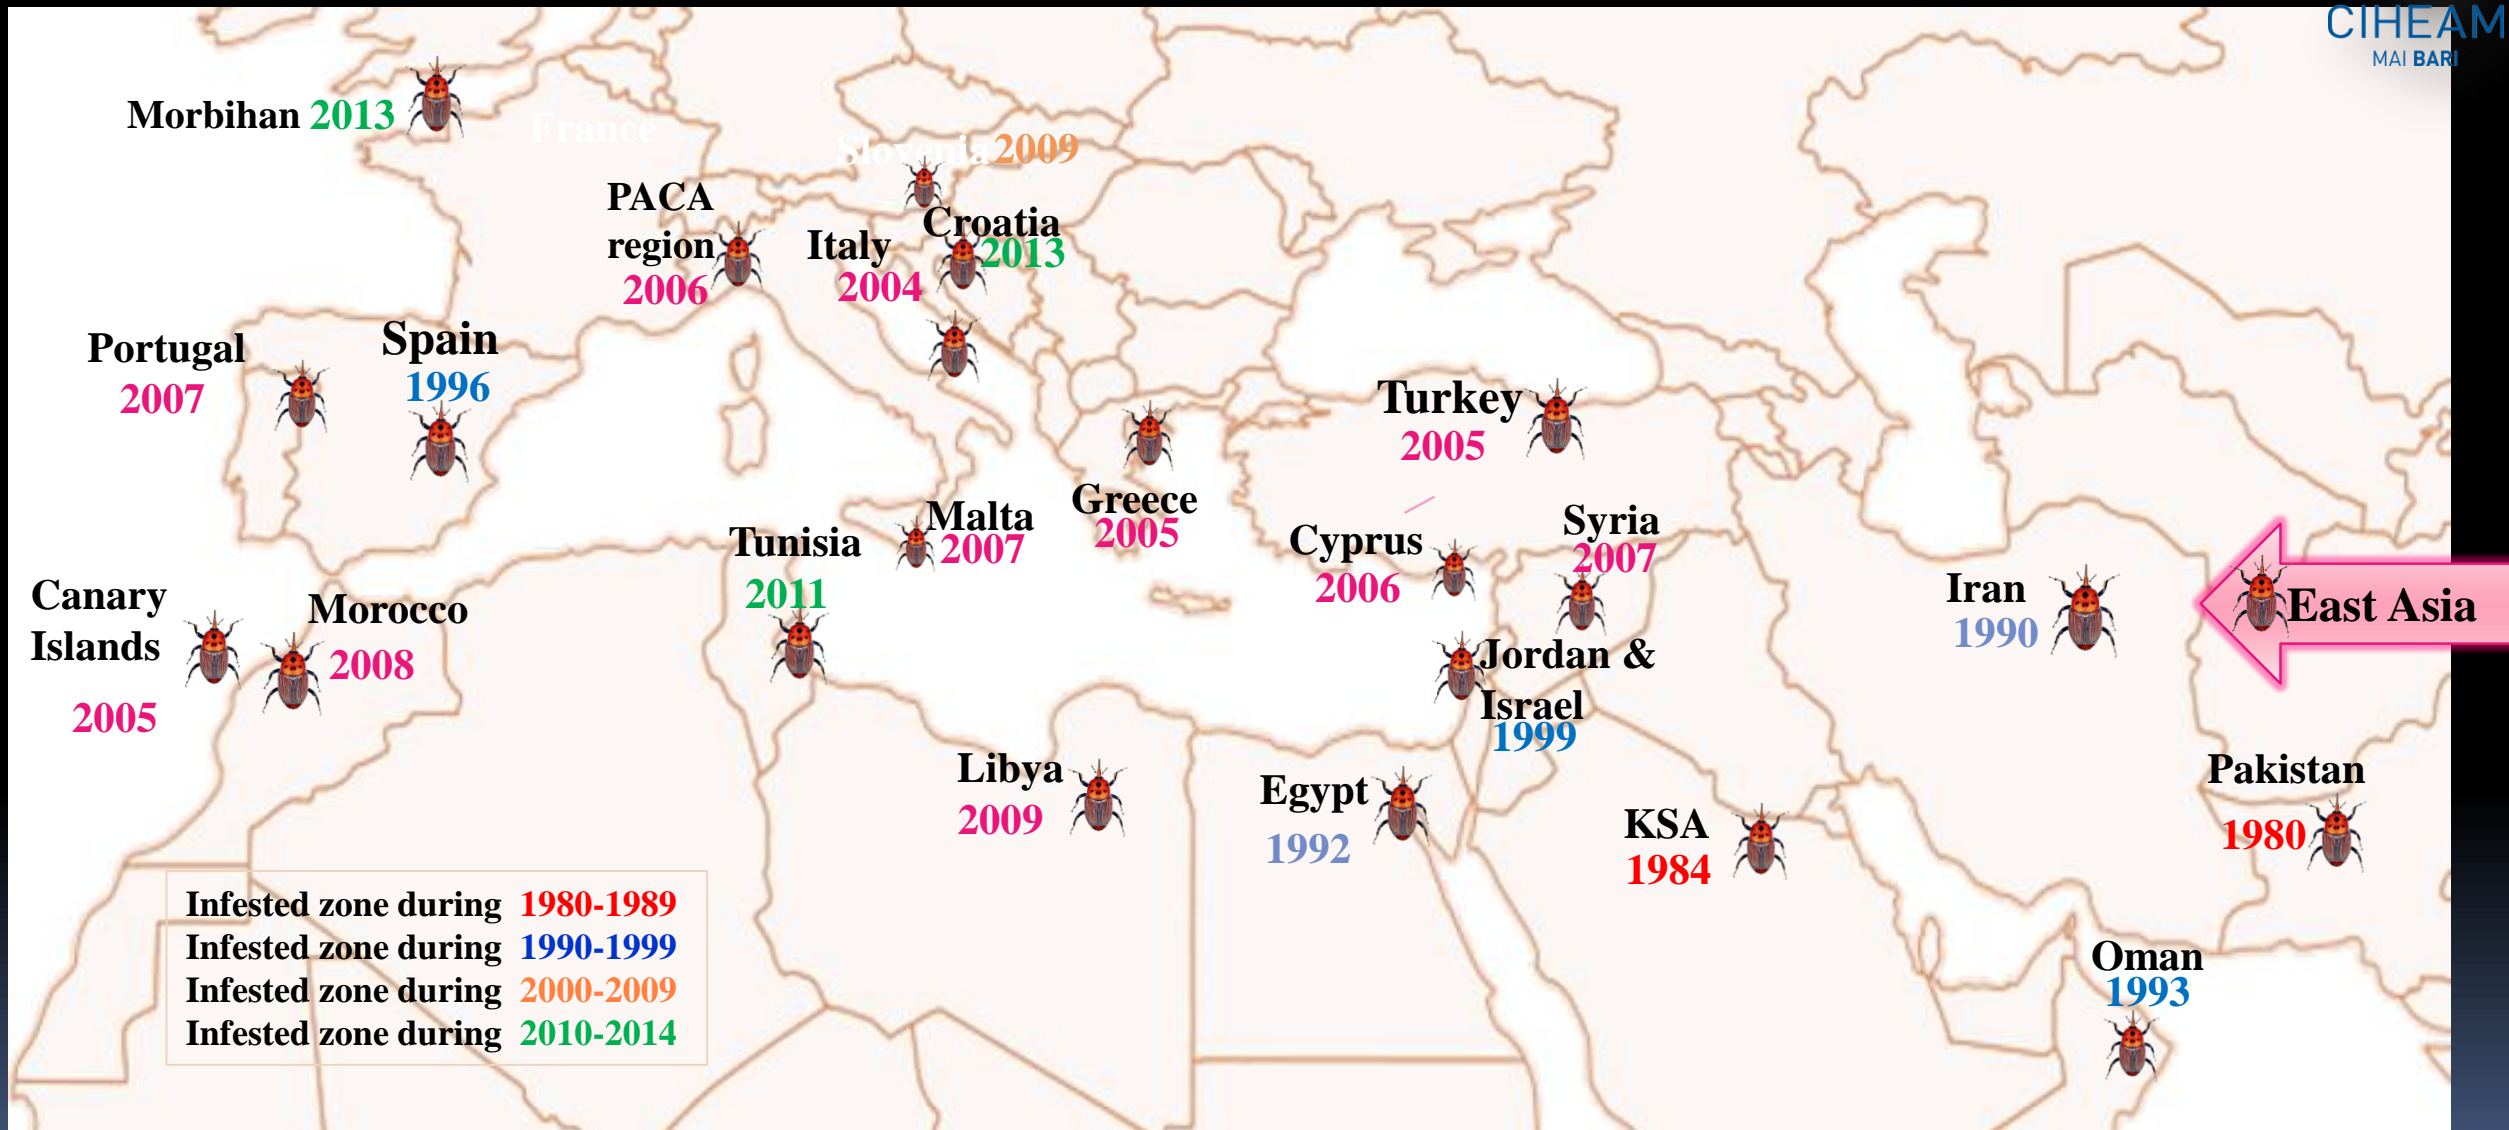 CIHEAM
MAI BARI
Morbihan 2013
France
Slovenia 2009
PACA
region
2006
Italy
2004
Croatia
2013
Portugal
2007
Spain
1996
Turkey
2005
Greece
2005
Malta
2007
Tunisia
2011
Cyprus
2006
Syria
2007
Iran
1990
East Asia
Canary
Islands
2005
Morocco
2008
Jordan &
Israel
1999
Libya
2009
Egypt
1992
KSA
1984
Pakistan
1980
Oman
1993
Infested zone during 1980-1989
Infested zone during 1990-1999
Infested zone during 2000-2009
Infested zone during 2010-2014